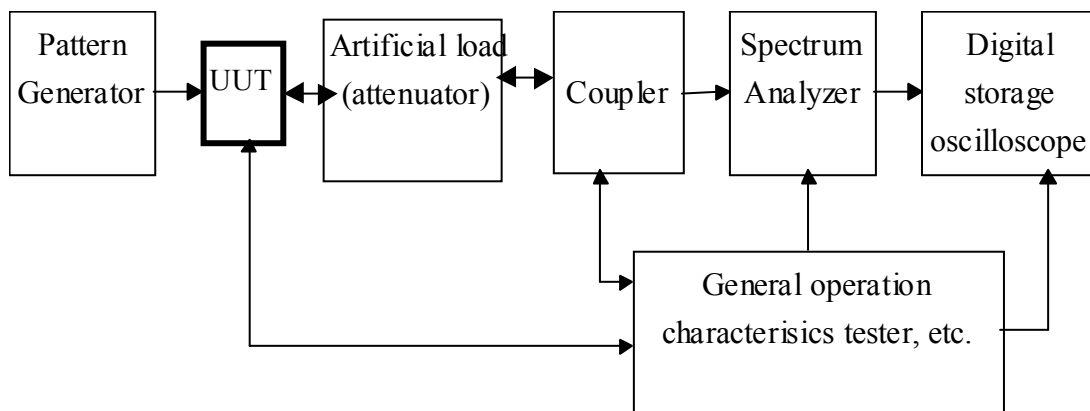 Pattern
Generator
UUT
Artificial load
(attenuator)
Coupler
Spectrum
Analyzer
Digital
storage
oscilloscope
General operation
characterisics tester, etc.